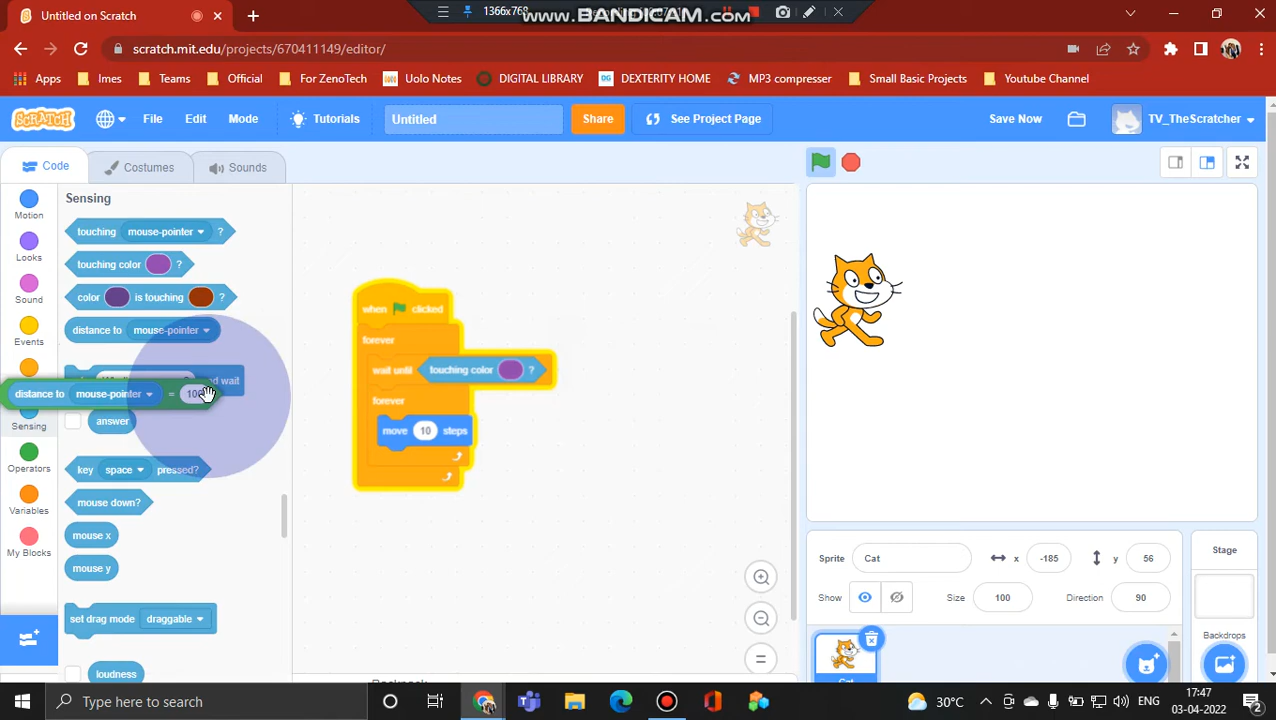 Untitled on Scratch
1366x768
www.BANDICAM.com
scratch.mit.edu/projects/670411149/editor/
Apps
Imes
Teams
Official
For ZenoTech
Uolo Notes
DIGITAL LIBRARY
DEXTERITY HOME
MP3 compresser
Small Basic Projects
Youtube Channel
SCRATCH
File
Edit
Mode
Tutorials
Untitled
Share
See Project Page
Save Now
TV_TheScratcher
Code
Costumes
Sounds
Motion
Looks
Sound
Events
Sensing
Operators
Variables
My Blocks
Sensing
touching mouse-pointer ?
touching color ?
color is touching ?
distance to mouse-pointer
and wait
distance to mouse-pointer =
answer
key space pressed?
mouse down?
mouse x
mouse y
set drag mode draggable
loudness
when clicked
forever
wait until touching color ?
forever
move 10 steps
Sprite Cat x -185 y 56
Show Size 100 Direction 90
Stage
Backdrops
Type here to search
30°C
ENG
17:47
03-04-2022
2